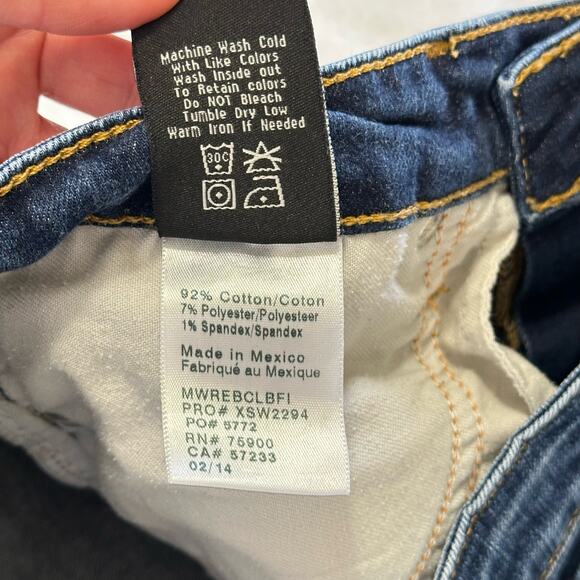 Machine Wash Cold
With Like Colors
Wash Inside out
To Retain colors
Do NOT Bleach
Tumble Dry Low
Warm Iron If Needed
30C
92% Cotton/Coton
7% Polyester/Polyesteer
1% Spandex/Spandex
Made in Mexico
Fabriqué au Mexique
MWREBCLBFI
PRO# XSW2294
PO# 5772
RN# 75900
CA# 57233
02/14